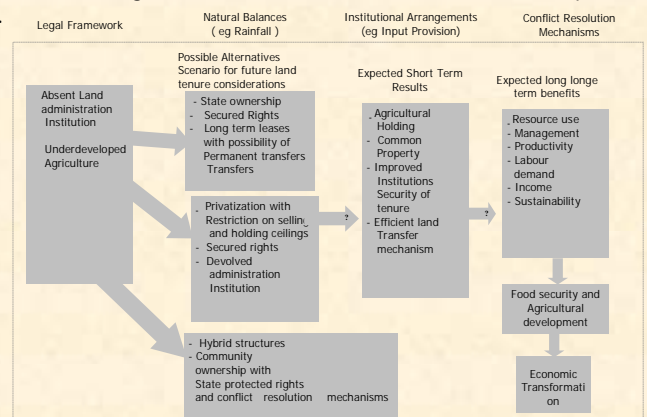 Legal Framework
Natural Balances
( eg Rainfall )
Institutional Arrangements
(eg Input Provision)
Conflict Resolution
Mechanisms
Possible Alternatives
Scenario for future land
tenure considerations
Expected Short Term
Results
Expected long longe
term benefits
Absent Land
administration
Institution
Underdeveloped
Agriculture
- State ownership
- Secured Rights
- Long term leases
with possibility of
Permanent transfers
Transfers
- Privatization with
Restriction on selling
and holding ceilings
- Secured rights
- Devolved
administration
Institution
- Hybrid structures
- Community
ownership with
State protected rights
and conflict resolution mechanisms
?
- Agricultural
Holding
- Common
Property
- Improved
Institutions
Security of
tenure
- Efficient land
Transfer
mechanism
?
- Resource use
- Management
- Productivity
- Labour
demand
- Income
- Sustainability
Food security and
Agricultural
development
Economic
Transformati
on